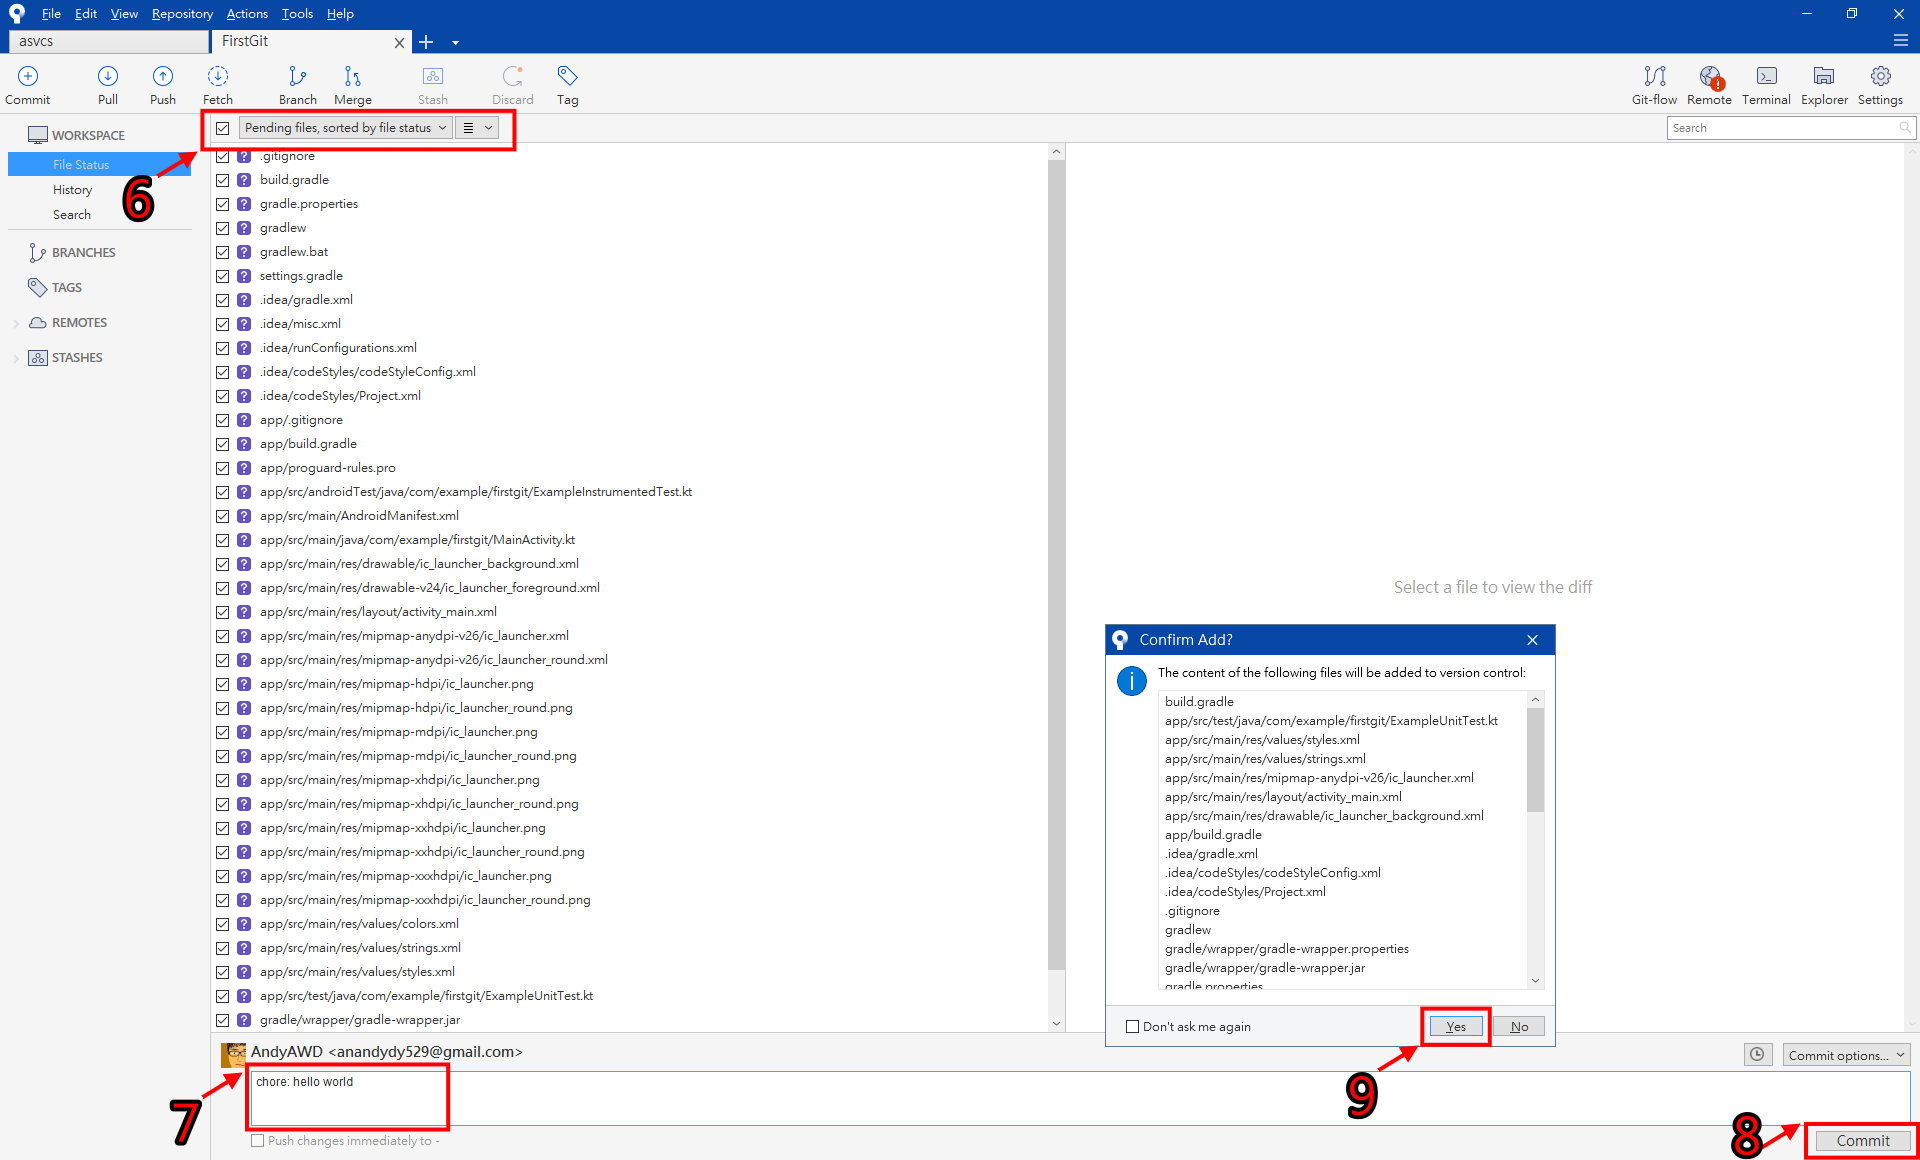 File Edit View Repository Actions Tools Help
asvcs
FirstGit
Commit Pull Push Fetch Branch Merge Stash Discard Tag
Git-flow Remote Terminal Explorer Settings
Pending files, sorted by file status
Search
WORKSPACE
File Status
History
Search
BRANCHES
TAGS
REMOTES
STASHES
6
.gitignore
build.gradle
gradle.properties
gradlew
gradlew.bat
settings.gradle
.idea/gradle.xml
.idea/misc.xml
.idea/runConfigurations.xml
.idea/codeStyles/codeStyleConfig.xml
.idea/codeStyles/Project.xml
app/.gitignore
app/build.gradle
app/proguard-rules.pro
app/src/androidTest/java/com/example/firstgit/ExampleInstrumentedTest.kt
app/src/main/AndroidManifest.xml
app/src/main/java/com/example/firstgit/MainActivity.kt
app/src/main/res/drawable/ic_launcher_background.xml
app/src/main/res/drawable-v24/ic_launcher_foreground.xml
app/src/main/res/layout/activity_main.xml
app/src/main/res/mipmap-anydpi-v26/ic_launcher.xml
app/src/main/res/mipmap-anydpi-v26/ic_launcher_round.xml
app/src/main/res/mipmap-hdpi/ic_launcher.png
app/src/main/res/mipmap-hdpi/ic_launcher_round.png
app/src/main/res/mipmap-mdpi/ic_launcher.png
app/src/main/res/mipmap-mdpi/ic_launcher_round.png
app/src/main/res/mipmap-xhdpi/ic_launcher.png
app/src/main/res/mipmap-xhdpi/ic_launcher_round.png
app/src/main/res/mipmap-xxhdpi/ic_launcher.png
app/src/main/res/mipmap-xxhdpi/ic_launcher_round.png
app/src/main/res/mipmap-xxxhdpi/ic_launcher.png
app/src/main/res/mipmap-xxxhdpi/ic_launcher_round.png
app/src/main/res/values/colors.xml
app/src/main/res/values/strings.xml
app/src/main/res/values/styles.xml
app/src/test/java/com/example/firstgit/ExampleUnitTest.kt
gradle/wrapper/gradle-wrapper.jar
Select a file to view the diff
Confirm Add?
The content of the following files will be added to version control:
build.gradle
app/src/test/java/com/example/firstgit/ExampleUnitTest.kt
app/src/main/res/values/styles.xml
app/src/main/res/values/strings.xml
app/src/main/res/mipmap-anydpi-v26/ic_launcher.xml
app/src/main/res/layout/activity_main.xml
app/src/main/res/drawable/ic_launcher_background.xml
app/build.gradle
.idea/gradle.xml
.idea/codeStyles/codeStyleConfig.xml
.idea/codeStyles/Project.xml
.gitignore
gradlew
gradle/wrapper/gradle-wrapper.properties
gradle/wrapper/gradle-wrapper.jar
gradle.properties
Don't ask me again
Yes
No
9
AndyAWD <anandydy529@gmail.com>
Commit options...
chore: hello world
7
Push changes immediately to -
8
Commit